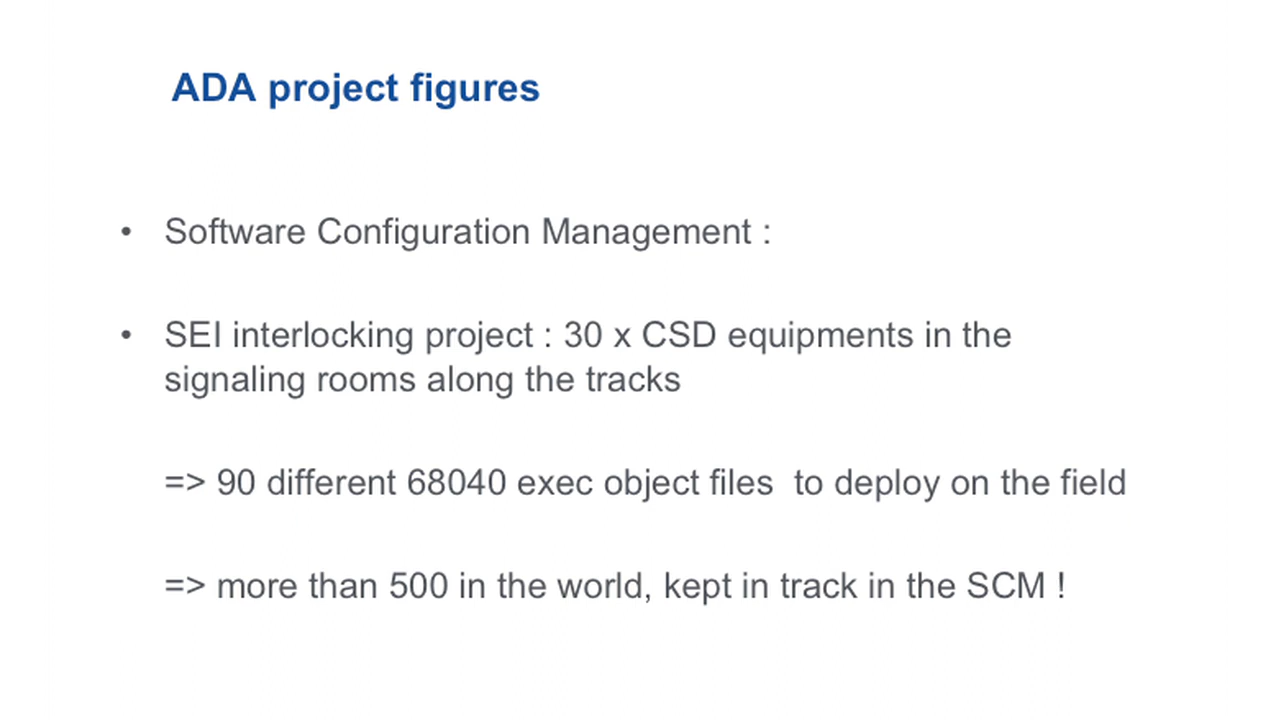 ADA project figures
• Software Configuration Management :
• SEI interlocking project : 30 x CSD equipments in the
signaling rooms along the tracks
=> 90 different 68040 exec object files  to deploy on the field
=> more than 500 in the world, kept in track in the SCM !